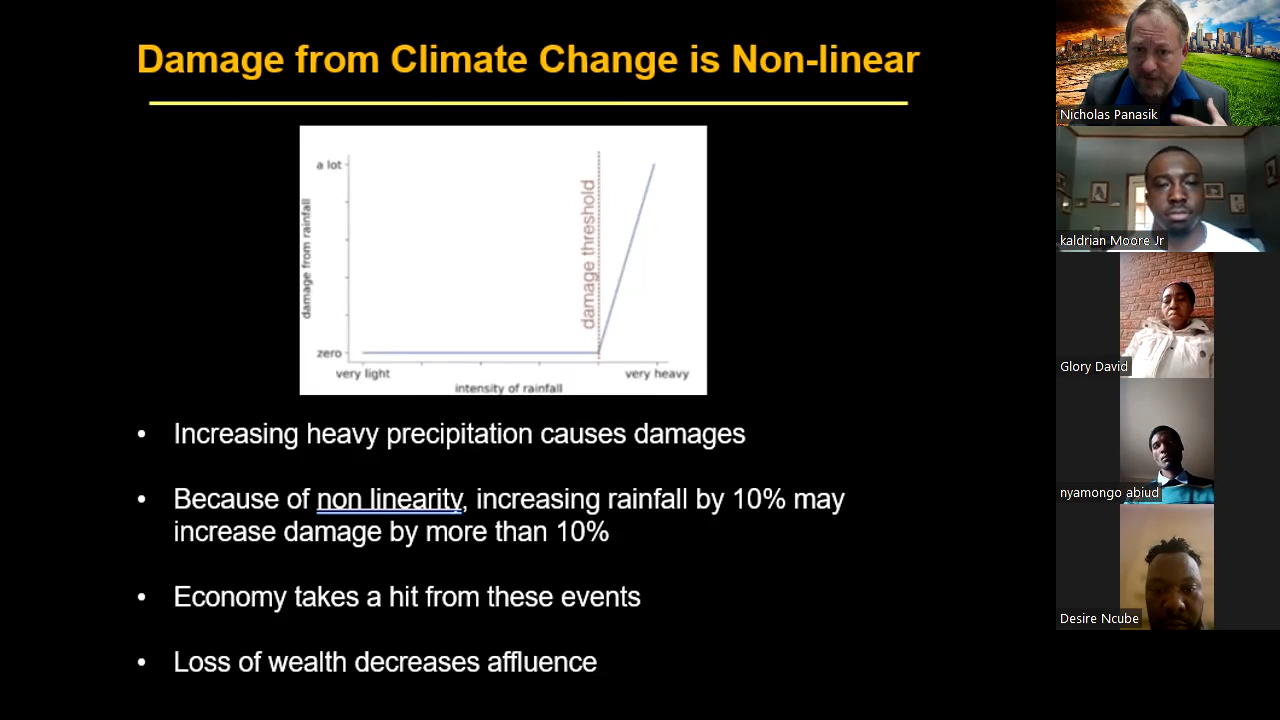 Damage from Climate Change is Non-linear
a lot
damage from rainfall
damage threshold
zero
very light
very heavy
intensity of rainfall
• Increasing heavy precipitation causes damages
• Because of non linearity, increasing rainfall by 10% may
increase damage by more than 10%
• Economy takes a hit from these events
• Loss of wealth decreases affluence
Nicholas Panasik
kaldrian Moore Jr
Glory David
nyamongo abiud
Desire Ncube